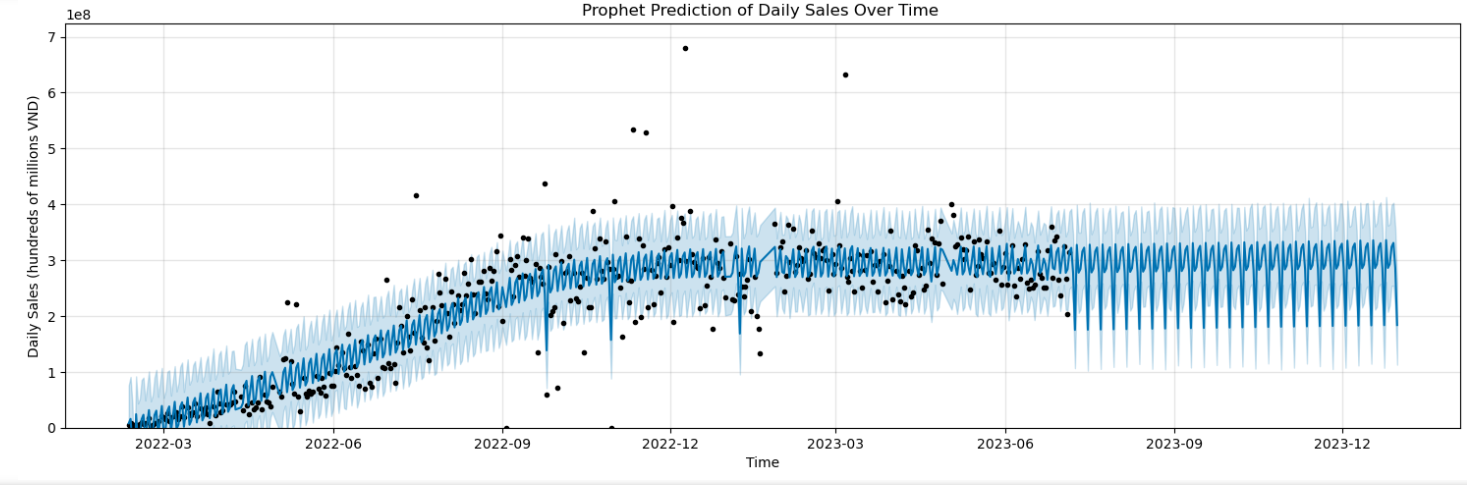 Prophet Prediction of Daily Sales Over Time
1e8
Daily Sales (hundreds of millions VND)
7
6
5
4
3
2
1
0
2022-03 2022-06 2022-09 2022-12 2023-03 2023-06 2023-09 2023-12
Time